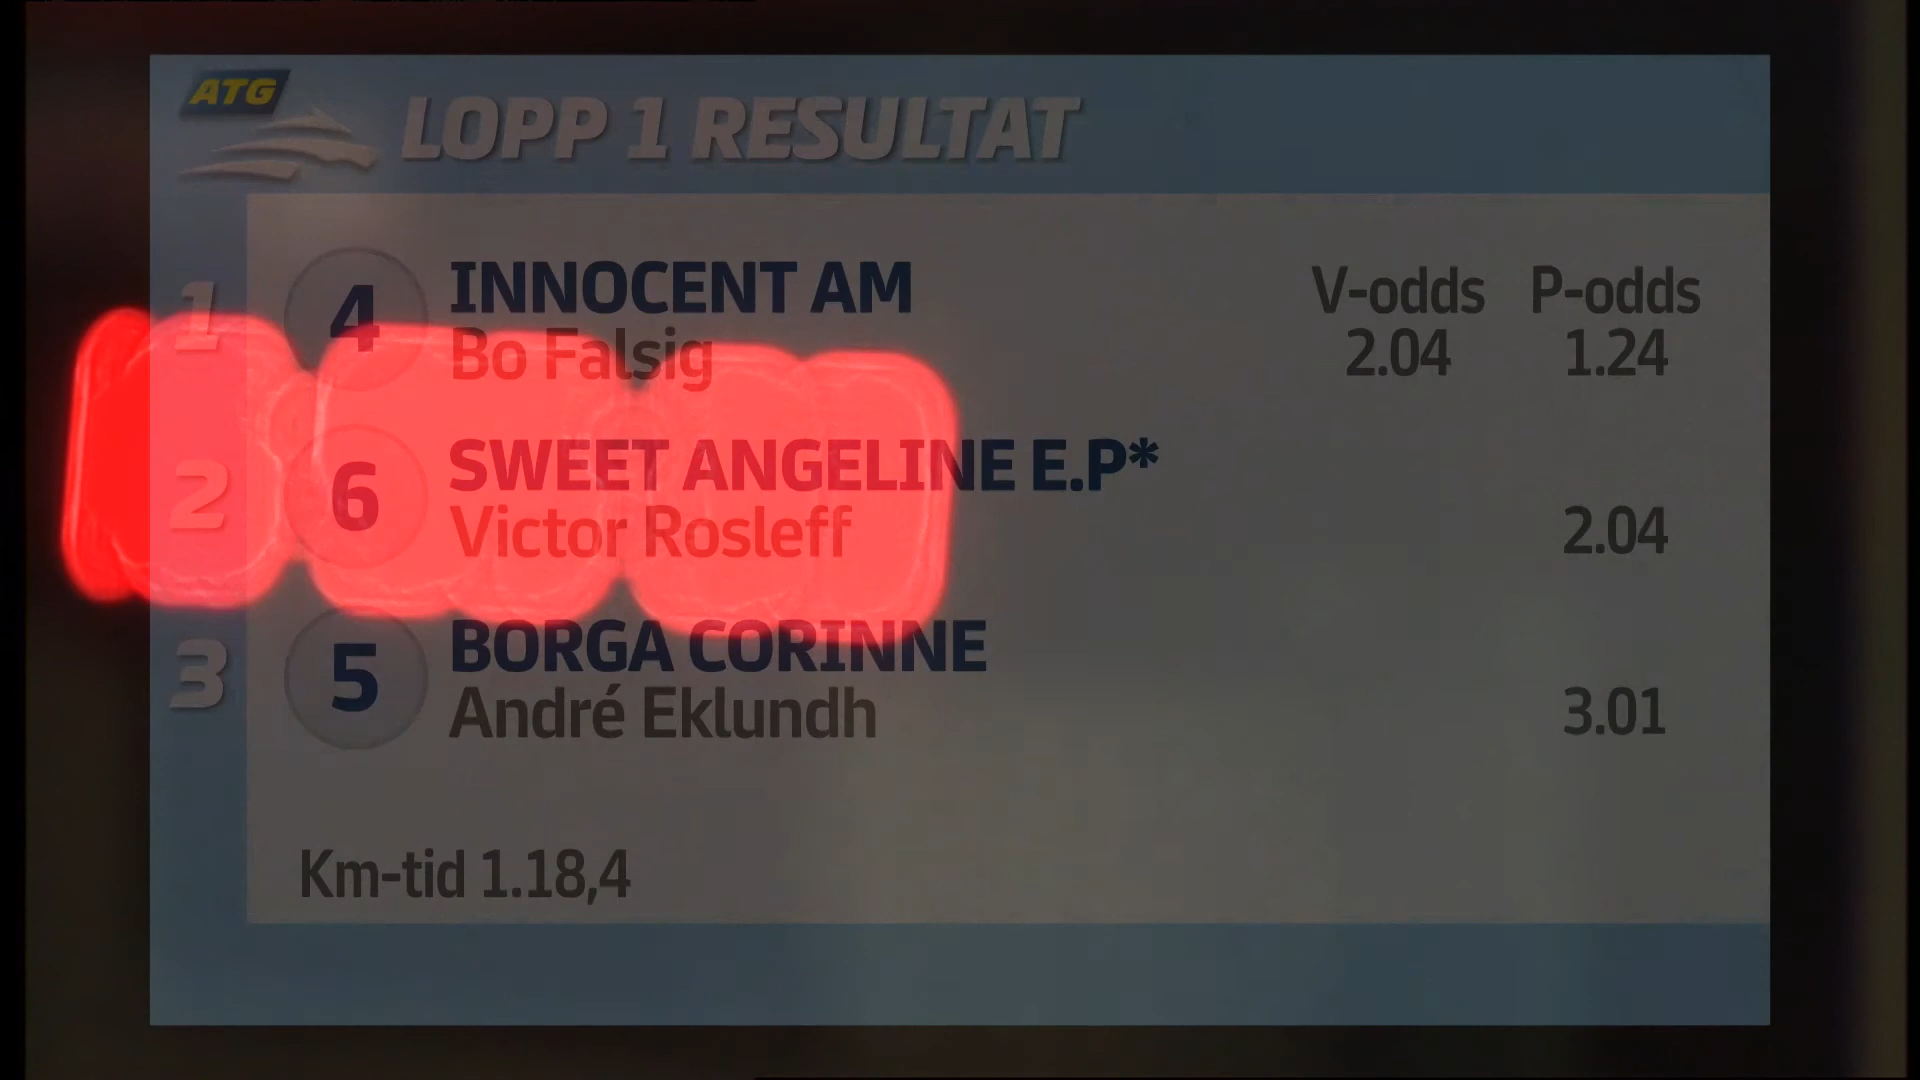 ATG
LOPP 1 RESULTAT
1 4 INNOCENT AM V-odds P-odds
Bo Falsig 2.04 1.24
2 6 SWEET ANGELINE E.P*
Victor Rosleff 2.04
3 5 BORGA CORINNE
André Eklundh 3.01
Km-tid 1.18,4